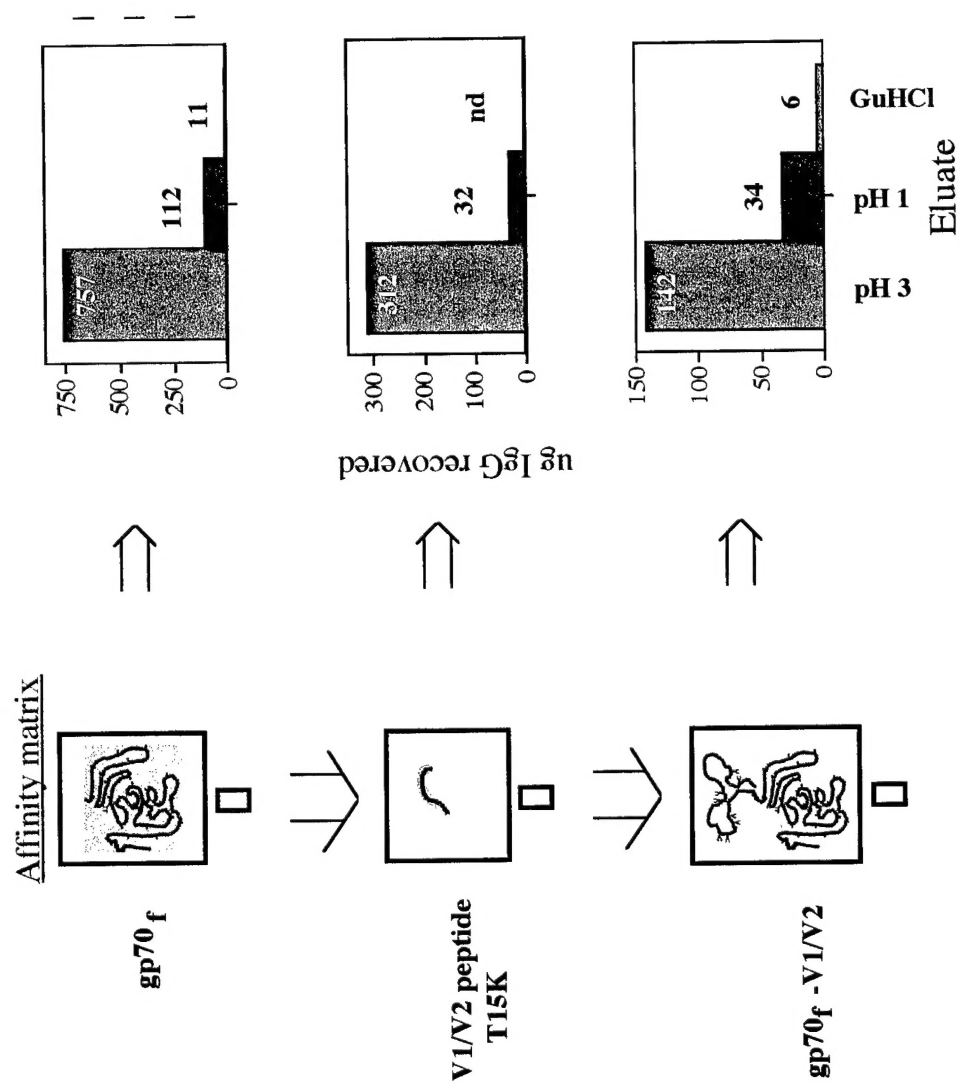 Affinity matrix
gp70f
750
500
250
0
757
112
11
V1/V2 peptide
T15K
ug IgG recovered
300
200
100
0
312
32
nd
gp70f -V1/V2
150
100
50
0
142
34
6
pH 3
pH 1
GuHCl
Eluate